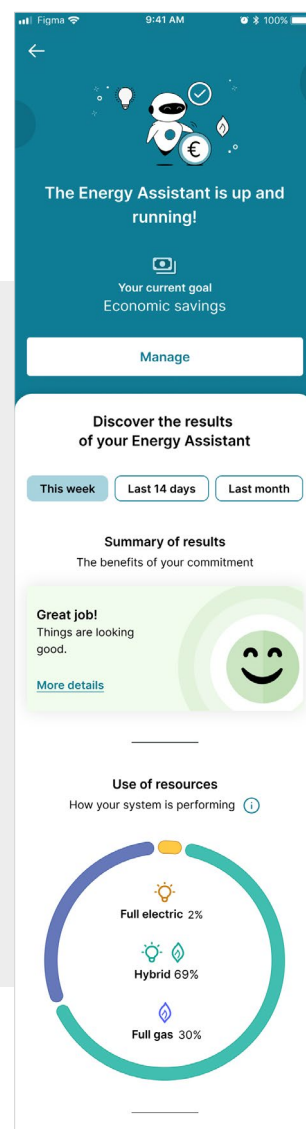 Figma 9:41 AM 100%
€
The Energy Assistant is up and
running!
Your current goal
Economic savings
Manage
Discover the results
of your Energy Assistant
This week Last 14 days Last month
Summary of results
The benefits of your commitment
Great job!
Things are looking
good.
More details
Use of resources
How your system is performing i
Full electric 2%
Hybrid 69%
Full gas 30%